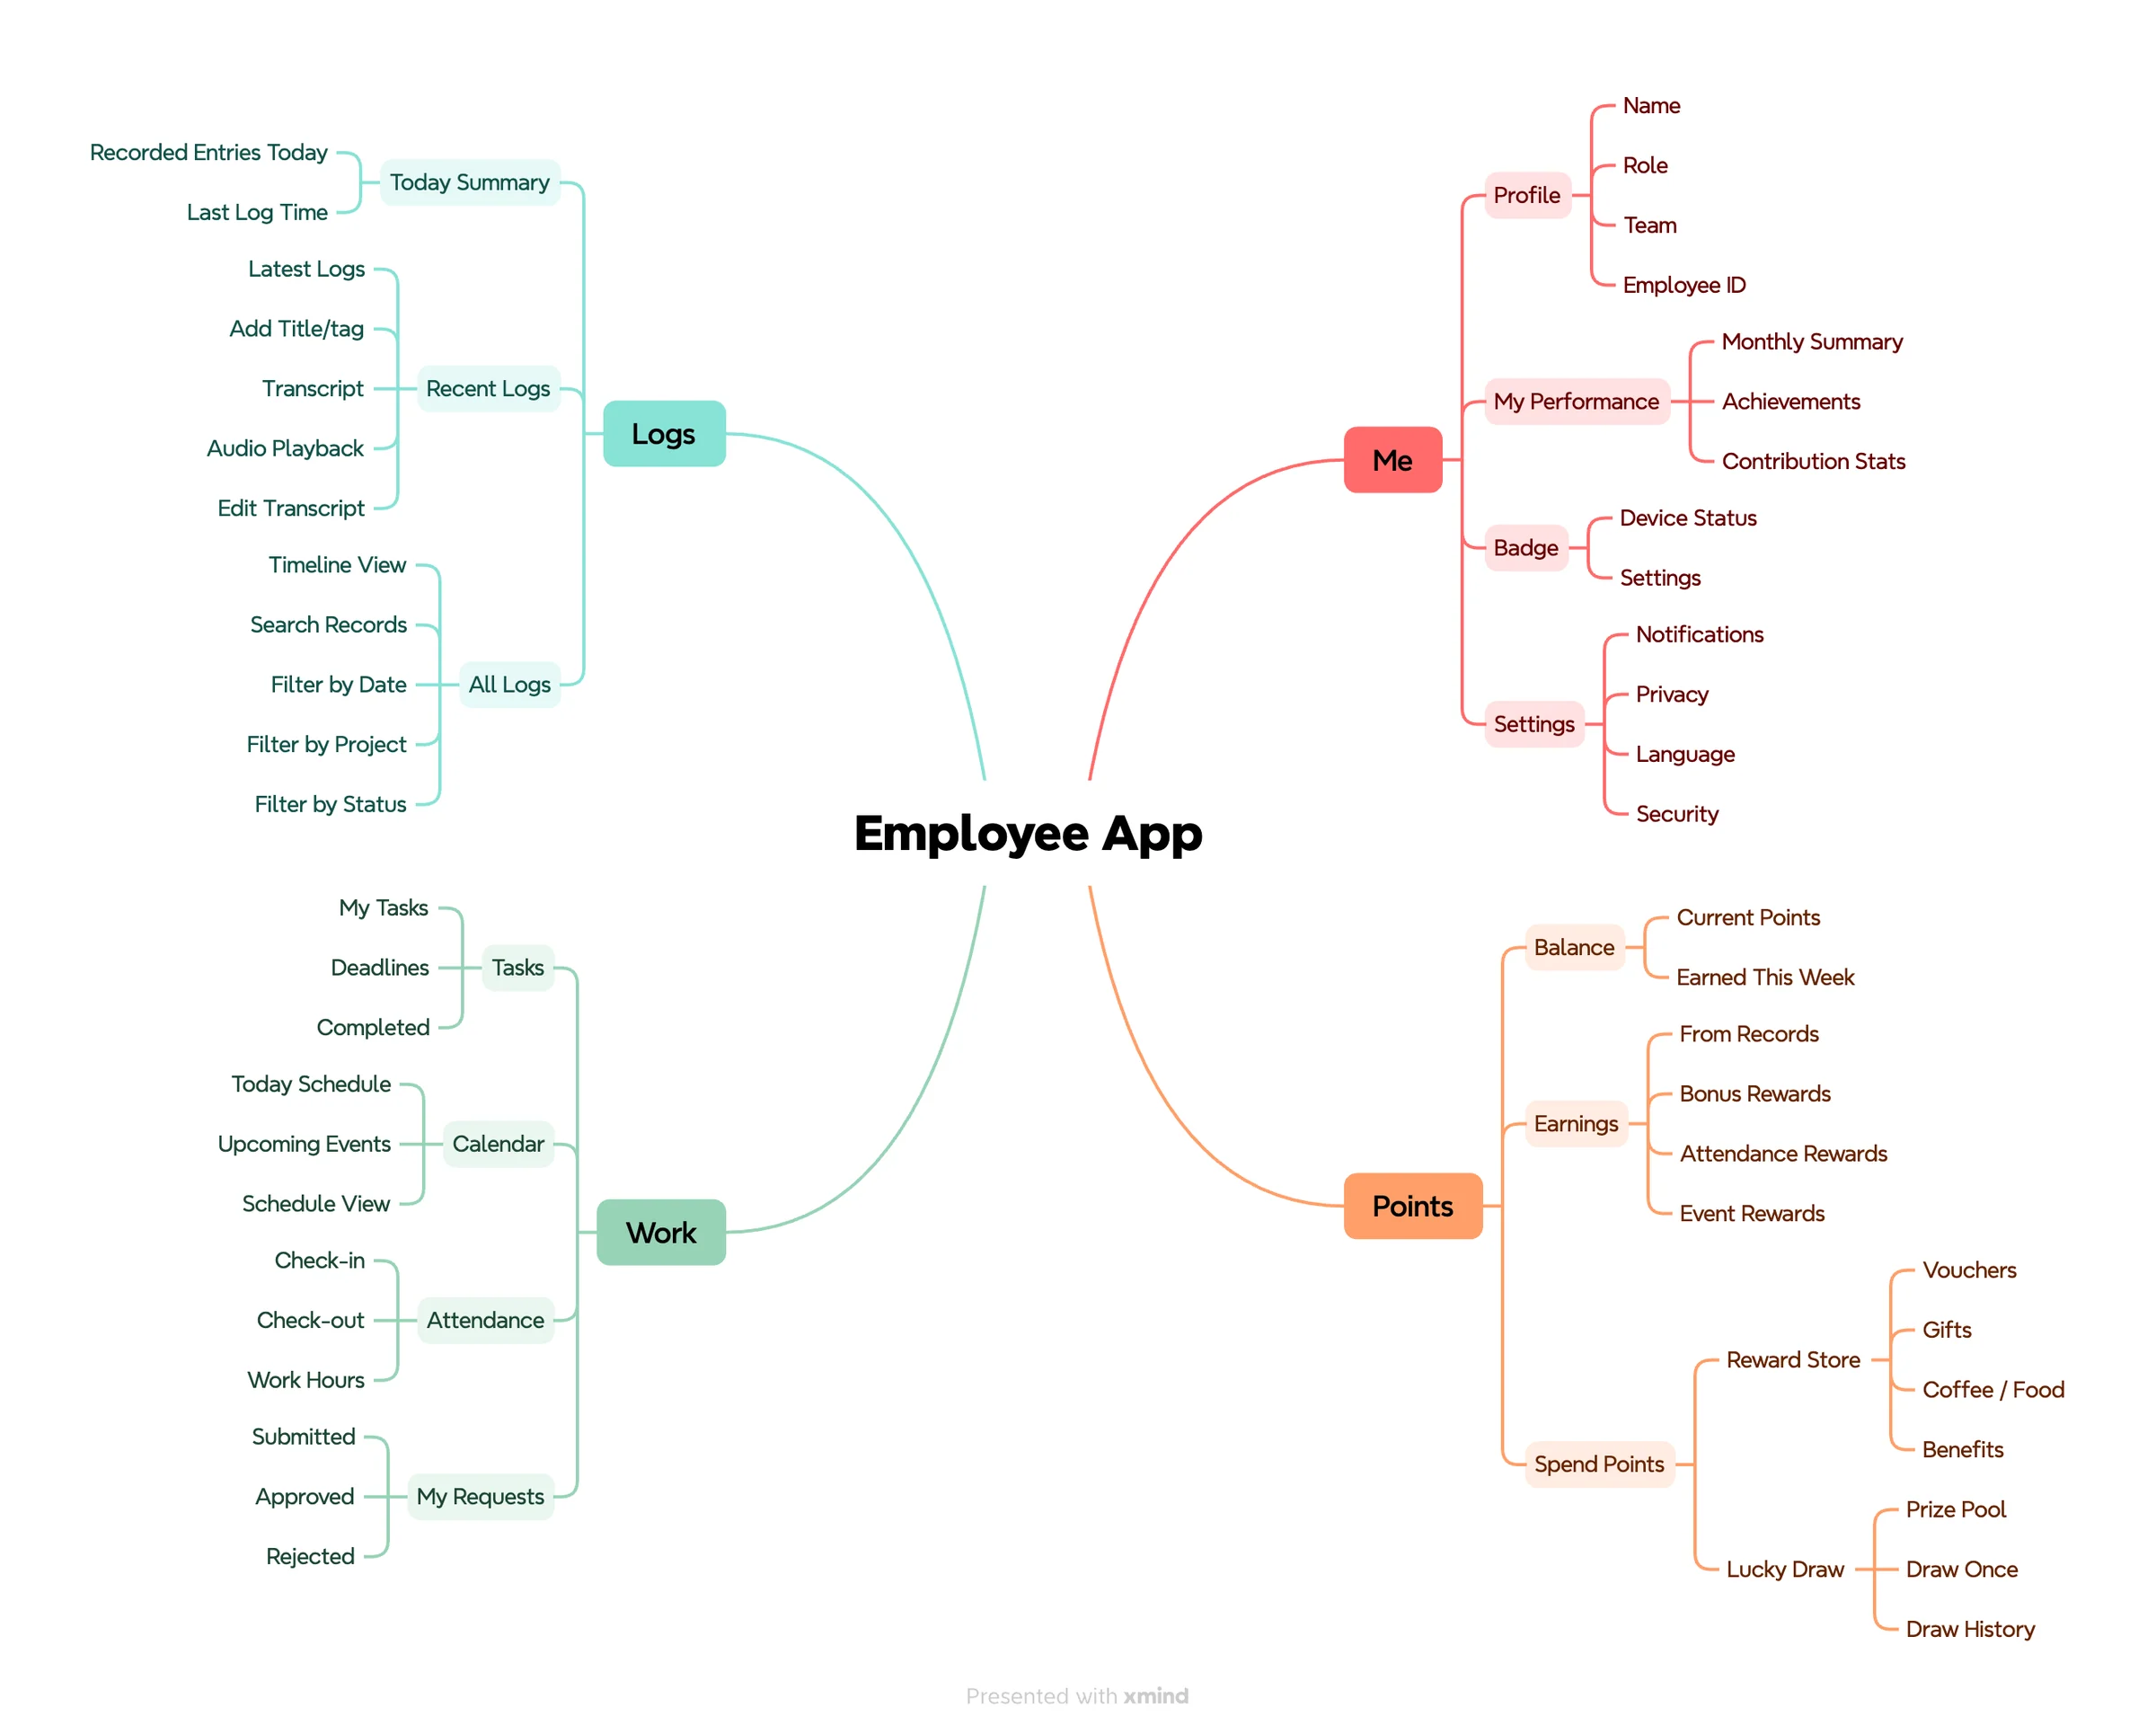 Employee App
Me
Profile
Name
Role
Team
Employee ID
My Performance
Monthly Summary
Achievements
Contribution Stats
Badge
Device Status
Settings
Settings
Notifications
Privacy
Language
Security
Points
Balance
Current Points
Earned This Week
Earnings
From Records
Bonus Rewards
Attendance Rewards
Event Rewards
Spend Points
Reward Store
Vouchers
Gifts
Coffee / Food
Benefits
Lucky Draw
Prize Pool
Draw Once
Draw History
Logs
Today Summary
Recorded Entries Today
Last Log Time
Recent Logs
Latest Logs
Add Title/tag
Transcript
Audio Playback
Edit Transcript
All Logs
Timeline View
Search Records
Filter by Date
Filter by Project
Filter by Status
Work
Tasks
My Tasks
Deadlines
Completed
Calendar
Today Schedule
Upcoming Events
Schedule View
Attendance
Check-in
Check-out
Work Hours
My Requests
Submitted
Approved
Rejected
Presented with xmind